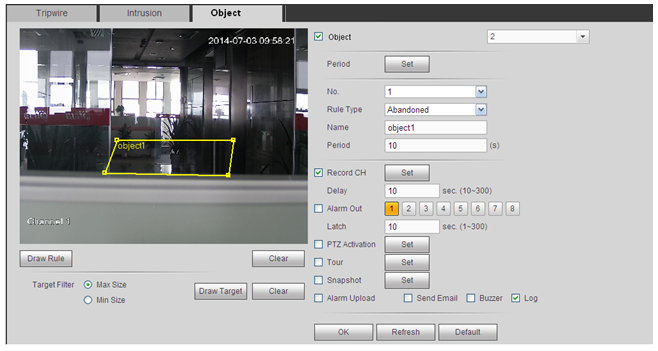 Tripwire Intrusion Object
2014-07-03 09:58:21
object1
Channel 1
Draw Rule Clear
Target Filter Max Size
Min Size
Draw Target Clear
Object 2
Period Set
No. 1
Rule Type Abandoned
Name object1
Period 10 (s)
Record CH Set
Delay 10 sec. (10~300)
Alarm Out 1 2 3 4 5 6 7 8
Latch 10 sec. (1~300)
PTZ Activation Set
Tour Set
Snapshot Set
Alarm Upload Send Email Buzzer Log
OK Refresh Default